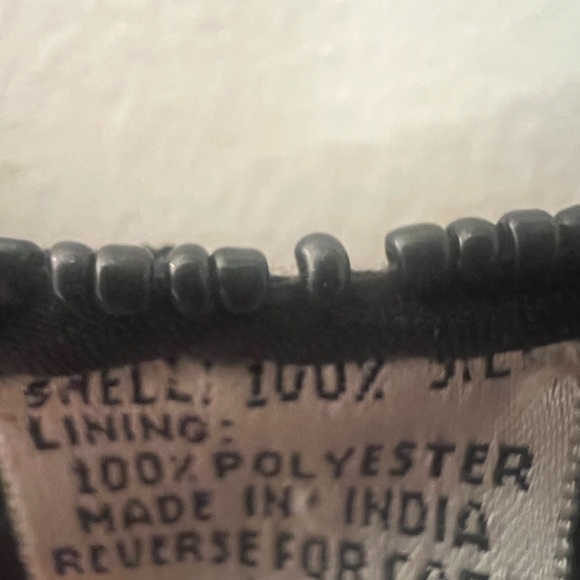 SHELL: 100%
LINING:
100% POLYESTER
MADE IN INDIA
REVERSE FOR